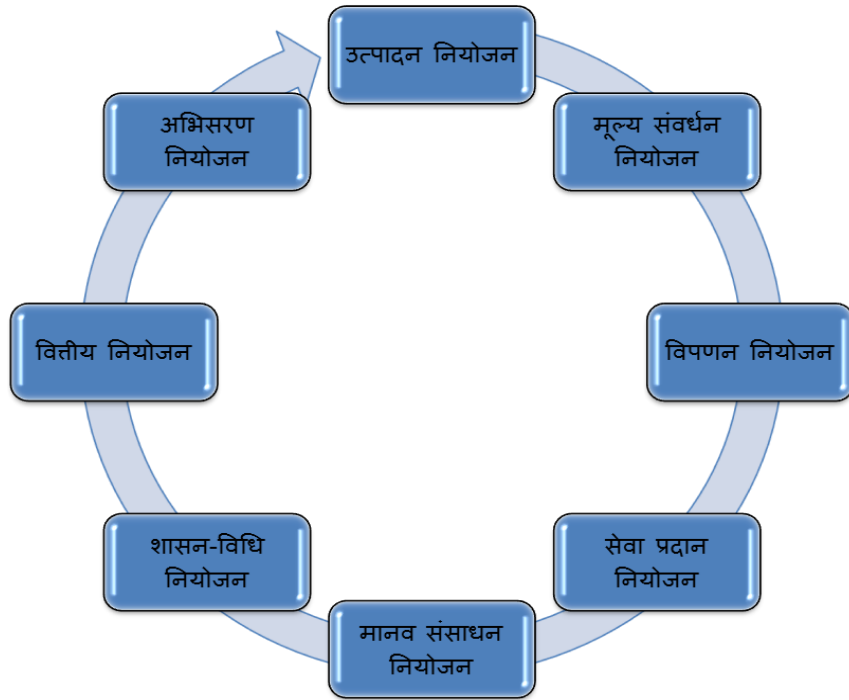 उत्पादन नियोजन
मूल्य संवर्धन
नियोजन
विपणन नियोजन
सेवा प्रदान
नियोजन
मानव संसाधन
नियोजन
शासन-विधि
नियोजन
वित्तीय नियोजन
अभिसरण
नियोजन